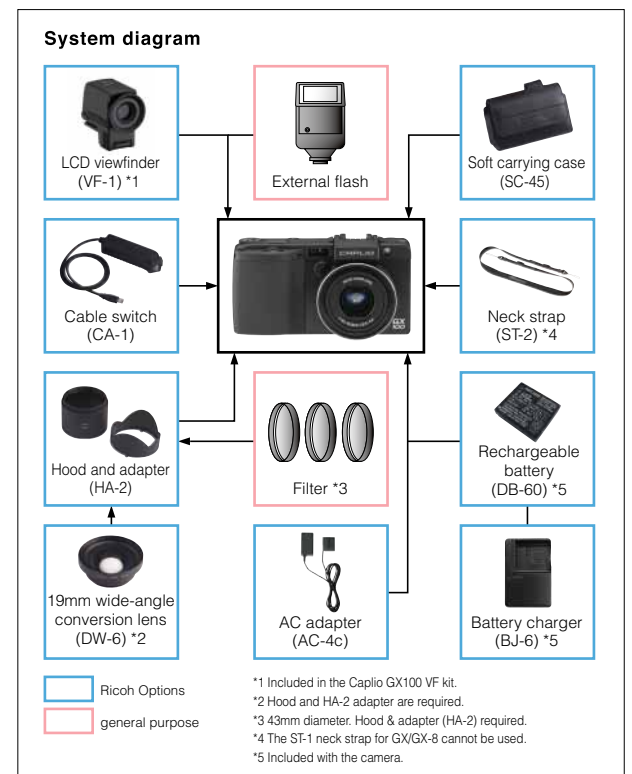 System diagram
LCD viewfinder
(VF-1) *1
External flash
Soft carrying case
(SC-45)
Cable switch
(CA-1)
CAPLIO
GX
100
Neck strap
(ST-2) *4
Hood and adapter
(HA-2)
Filter *3
Rechargeable
battery
(DB-60) *5
19mm wide-angle
conversion lens
(DW-6) *2
AC adapter
(AC-4c)
Battery charger
(BJ-6) *5
Ricoh Options
general purpose
*1 Included in the Caplio GX100 VF kit.
*2 Hood and HA-2 adapter are required.
*3 43mm diameter. Hood & adapter (HA-2) required.
*4 The ST-1 neck strap for GX/GX-8 cannot be used.
*5 Included with the camera.